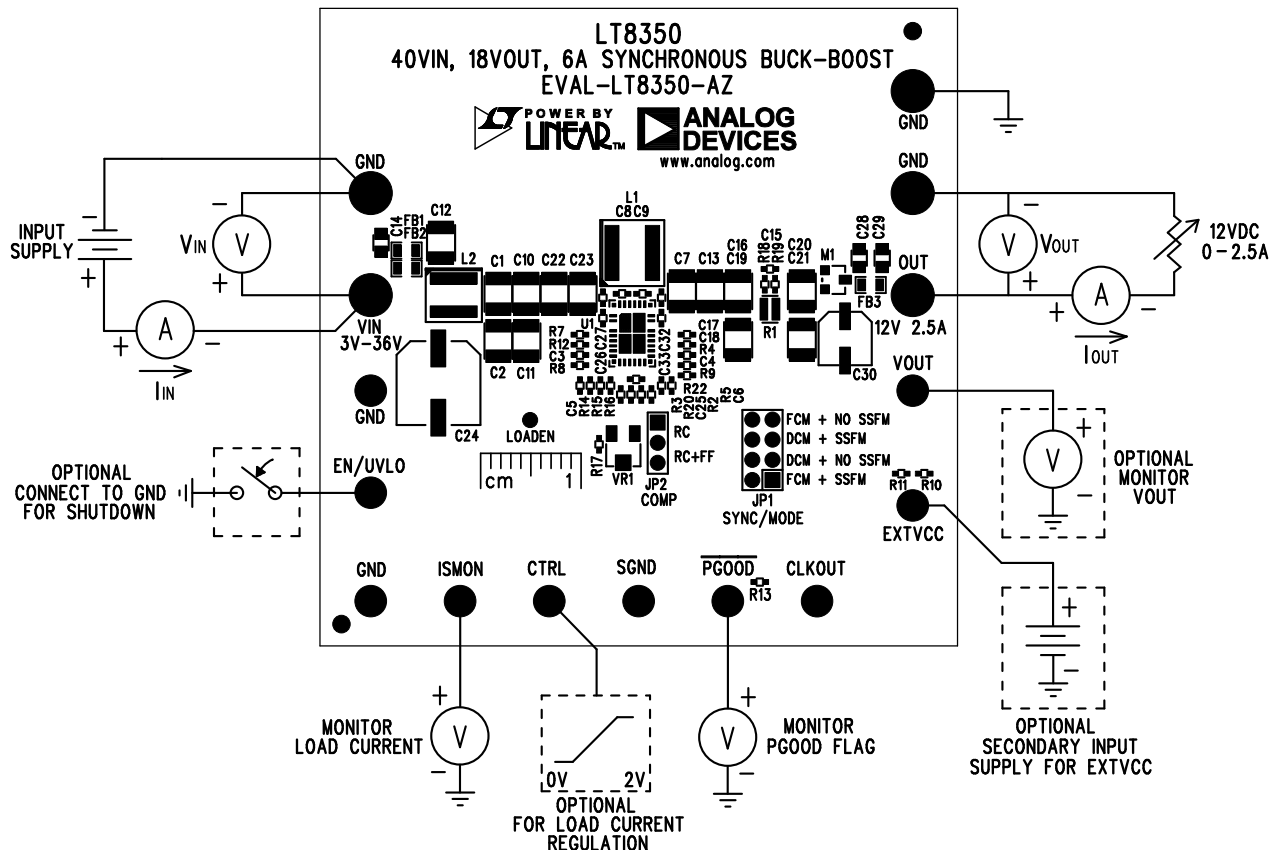 LT8350
40VIN, 18VOUT, 6A SYNCHRONOUS BUCK-BOOST
EVAL-LT8350-AZ
POWER BY
LINEAR™
ANALOG
DEVICES
www.analog.com
GND
GND
GND
INPUT
SUPPLY
VIN
V
A
IIN
VIN
3V-36V
GND
C14
FB1
FB2
C12
L2
C1
C10
C22
C23
L1
C8
C9
C7
C13
C16
C19
R18
C15
R19
C20
C21
M1
C28
C29
FB3
OUT
12V 2.5A
R1
C30
V
VOUT
A
IOUT
12VDC
0-2.5A
C2
C11
R7
R12
C3
R8
U1
C27
C26
C32
C33
C17
C18
R4
C4
R9
C5
R14
R15
R16
R22
R3
R20
C25
R2
R5
C6
C24
LOADEN
cm
1
R17
VR1
RC
RC+FF
JP2
COMP
FCM + NO SSFM
DCM + SSFM
DCM + NO SSFM
FCM + SSFM
JP1
SYNC/MODE
VOUT
V
OPTIONAL
MONITOR
VOUT
R11
R10
EXTVCC
OPTIONAL
CONNECT TO GND
FOR SHUTDOWN
EN/UVLO
GND
ISMON
CTRL
SGND
PGOOD
R13
CLKOUT
+
−
MONITOR
LOAD CURRENT
V
0V
2V
OPTIONAL
FOR LOAD CURRENT
REGULATION
V
MONITOR
PGOOD FLAG
OPTIONAL
SECONDARY INPUT
SUPPLY FOR EXTVCC